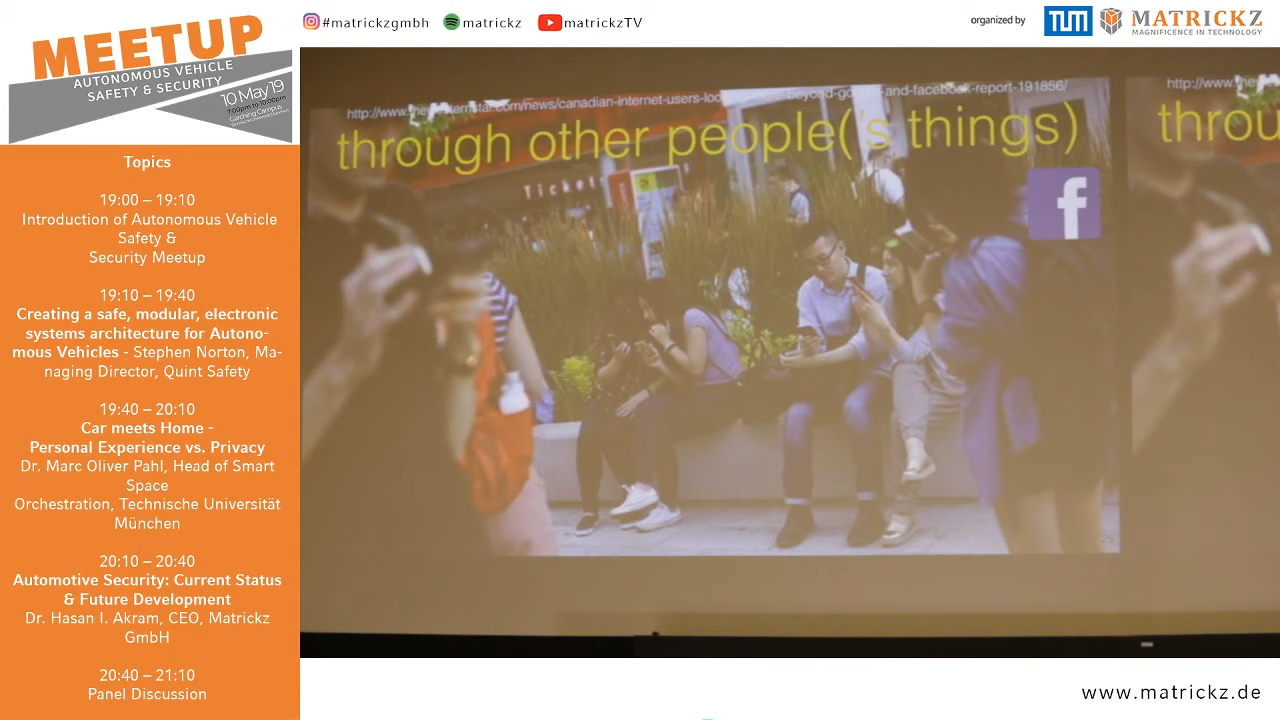 MEETUP
AUTONOMOUS VEHICLE
SAFETY & SECURITY
10 May 19
7:00pm to 10:00pm
Garching Campus
Topics
19:00 – 19:10
Introduction of Autonomous Vehicle
Safety &
Security Meetup
19:10 – 19:40
Creating a safe, modular, electronic
systems architecture for Autono-
mous Vehicles - Stephen Norton, Ma-
naging Director, Quint Safety
19:40 – 20:10
Car meets Home -
Personal Experience vs. Privacy
Dr. Marc Oliver Pahl, Head of Smart
Space
Orchestration, Technische Universität
München
20:10 – 20:40
Automotive Security: Current Status
& Future Development
Dr. Hasan I. Akram, CEO, Matrickz
GmbH
20:40 – 21:10
Panel Discussion
#matrickzgmbh
matrickz
matrickzTV
organized by
TUM
MATRICKZ
MAGNIFICENCE IN TECHNOLOGY
through other people('s things)
f
Tickets
http://www
throu
www.matrickz.de